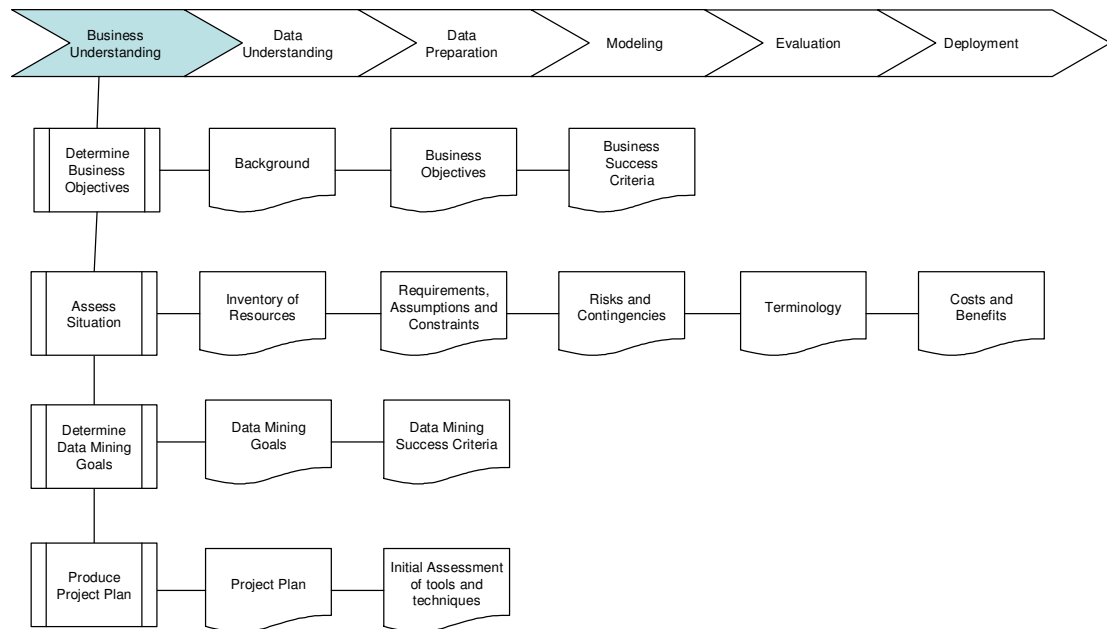 Business
Understanding
Data
Understanding
Data
Preparation
Modeling
Evaluation
Deployment
Determine
Business
Objectives
Background
Business
Objectives
Business
Success
Criteria
Assess
Situation
Inventory of
Resources
Requirements,
Assumptions and
Constraints
Risks and
Contingencies
Terminology
Costs and
Benefits
Determine
Data Mining
Goals
Data Mining
Goals
Data Mining
Success Criteria
Produce
Project Plan
Project Plan
Initial Assessment
of tools and
techniques